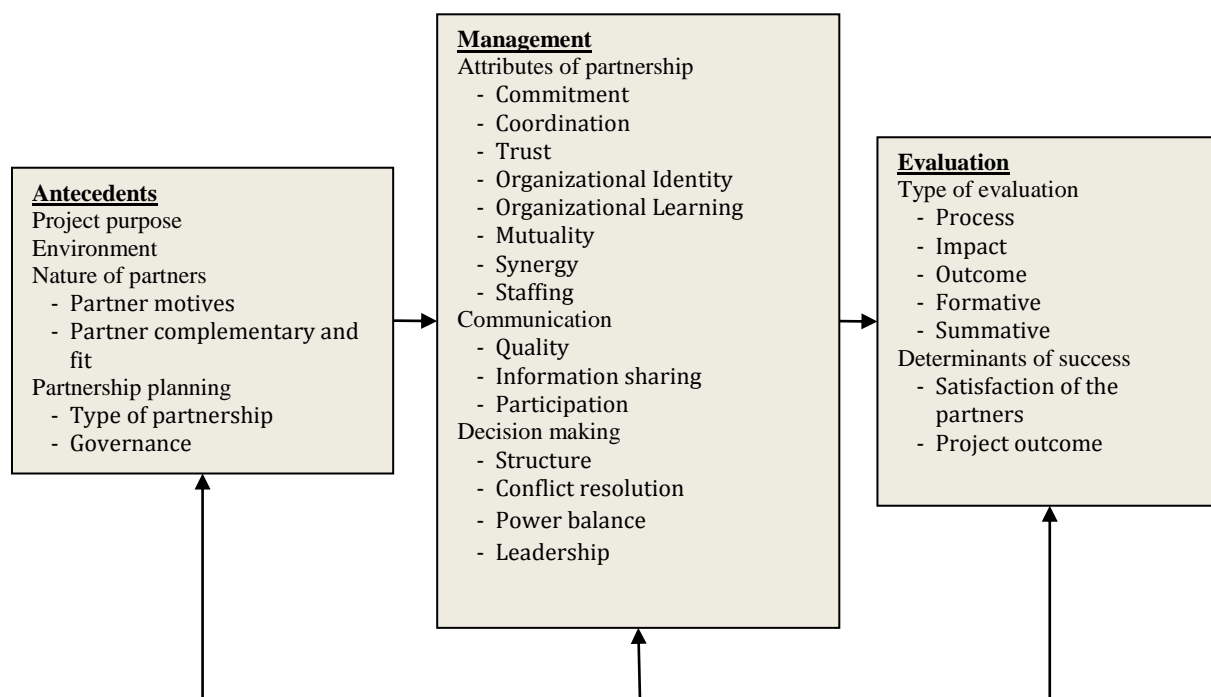 Antecedents
Project purpose
Environment
Nature of partners
- Partner motives
- Partner complementary and
fit
Partnership planning
- Type of partnership
- Governance
Management
Attributes of partnership
- Commitment
- Coordination
- Trust
- Organizational Identity
- Organizational Learning
- Mutuality
- Synergy
- Staffing
Communication
- Quality
- Information sharing
- Participation
Decision making
- Structure
- Conflict resolution
- Power balance
- Leadership
Evaluation
Type of evaluation
- Process
- Impact
- Outcome
- Formative
- Summative
Determinants of success
- Satisfaction of the
partners
- Project outcome